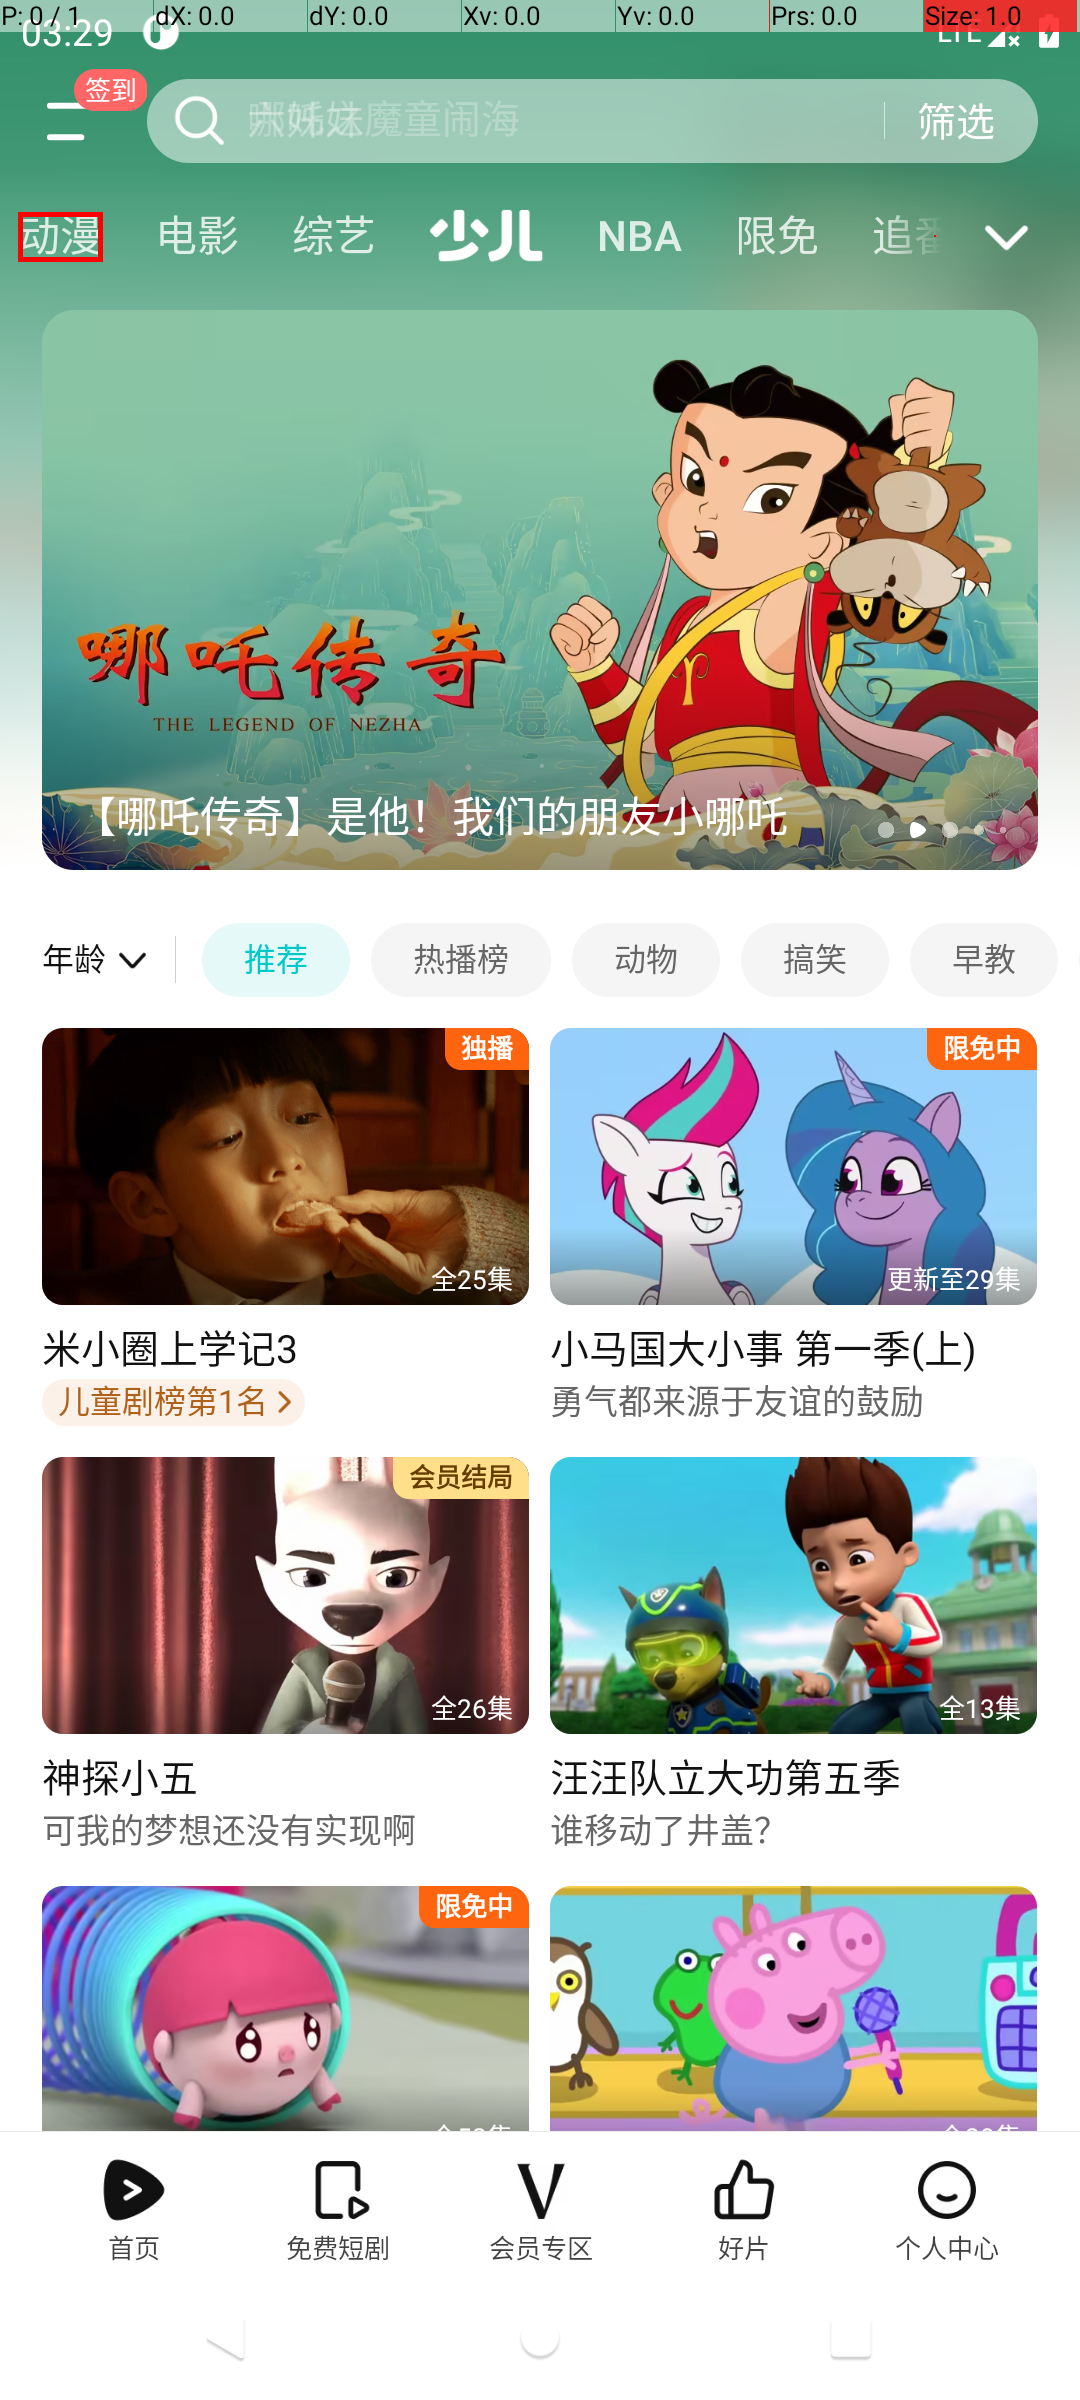 P: 0 / 1 dX: 0.0 dY: 0.0 Xv: 0.0 Yv: 0.0 Prs: 0.0 Size: 1.0
03:29 LTE
签到
魔童闹海 筛选
动漫 电影 综艺 少儿 NBA 限免 追番
哪吒传奇
THE LEGEND OF NEZHA
【哪吒传奇】是他！我们的朋友小哪吒
年龄 推荐 热播榜 动物 搞笑 早教
独播 限免中
全25集 更新至29集
米小圈上学记3 小马国大小事 第一季(上)
儿童剧榜第1名 勇气都来源于友谊的鼓励
会员结局
全26集 全13集
神探小五 汪汪队立大功第五季
可我的梦想还没有实现啊 谁移动了井盖？
限免中
首页 免费短剧 会员专区 好片 个人中心